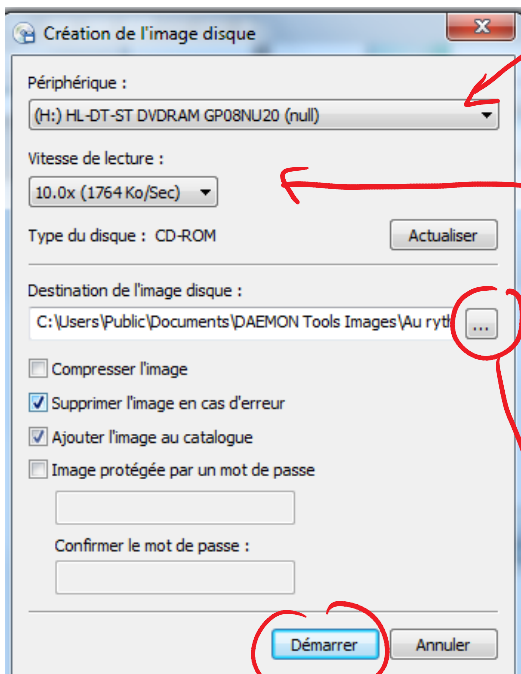 Création de l'image disque
Périphérique :
(H:) HL-DT-ST DVDRAM GP08NU20 (null)
Vitesse de lecture :
10.0x (1764 Ko/Sec)
Type du disque : CD-ROM
Actualiser
Destination de l'image disque :
C:\Users\Public\Documents\DAEMON Tools Images\Au ryth
...
Compresser l'image
Supprimer l'image en cas d'erreur
Ajouter l'image au catalogue
Image protégée par un mot de passe
Confirmer le mot de passe :
Démarrer Annuler